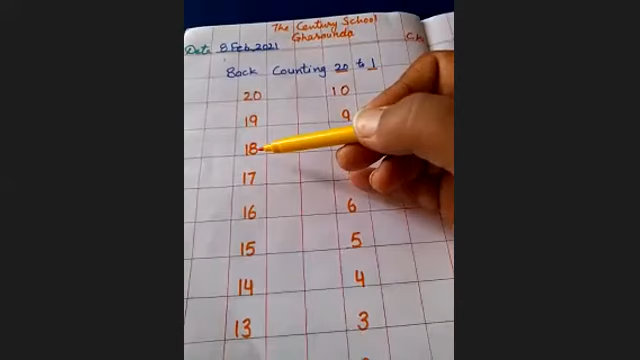 The Century School
Gharaunda
Date 8 Feb 2021
Back Counting 20 to 1
20 10
19 9
18
17
16 6
15 5
14 4
13 3